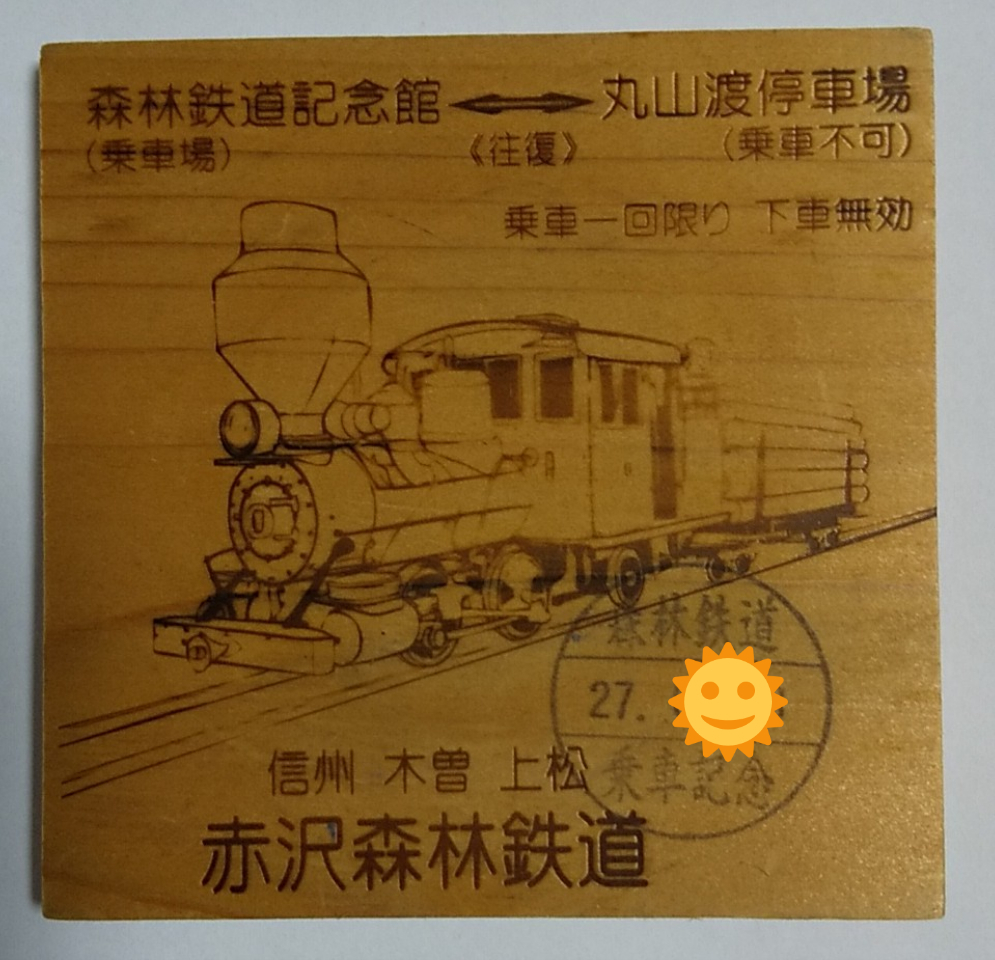 森林鉄道記念館 ⟷ 丸山渡停車場
(乗車場) 《往復》 (乗車不可)
乗車一回限り 下車無効
森林鉄道
27.
乗車記念
信州 木曽 上松
赤沢森林鉄道